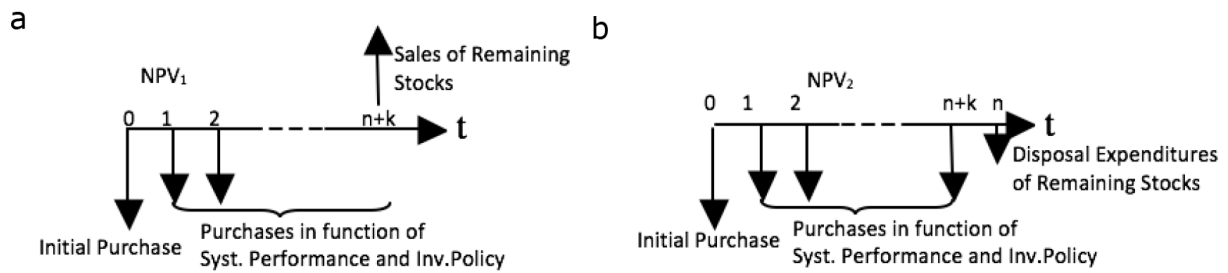 a
NPV1
0 1 2 n+k t
Sales of Remaining
Stocks
Initial Purchase
Purchases in function of
Syst. Performance and Inv.Policy
b
NPV2
0 1 2 n+k n t
Disposal Expenditures
of Remaining Stocks
Initial Purchase
Purchases in function of
Syst. Performance and Inv.Policy